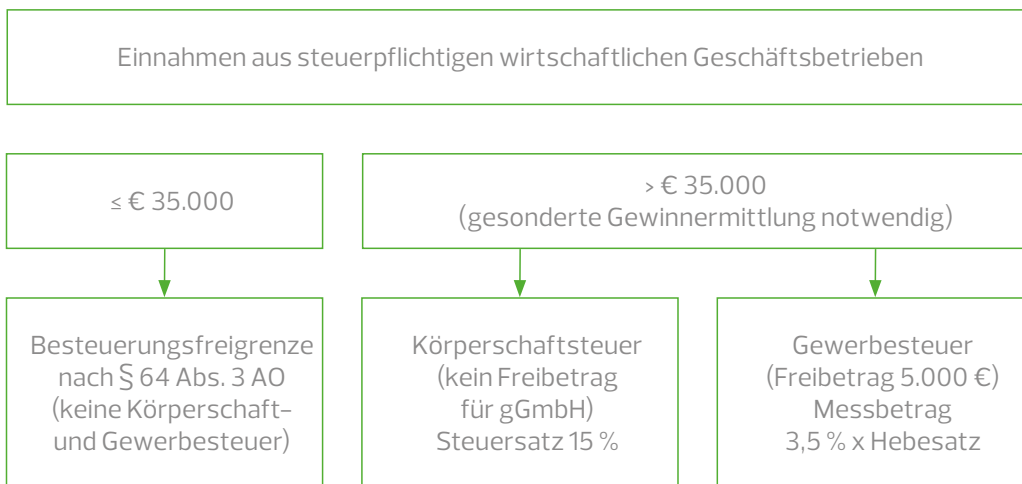 Einnahmen aus steuerpflichtigen wirtschaftlichen Geschäftsbetrieben
≤ € 35.000
> € 35.000
(gesonderte Gewinnermittlung notwendig)
Besteuerungsfreigrenze
nach § 64 Abs. 3 AO
(keine Körperschaft-
und Gewerbesteuer)
Körperschaftsteuer
(kein Freibetrag
für gGmbH)
Steuersatz 15 %
Gewerbesteuer
(Freibetrag 5.000 €)
Messbetrag
3,5 % x Hebesatz